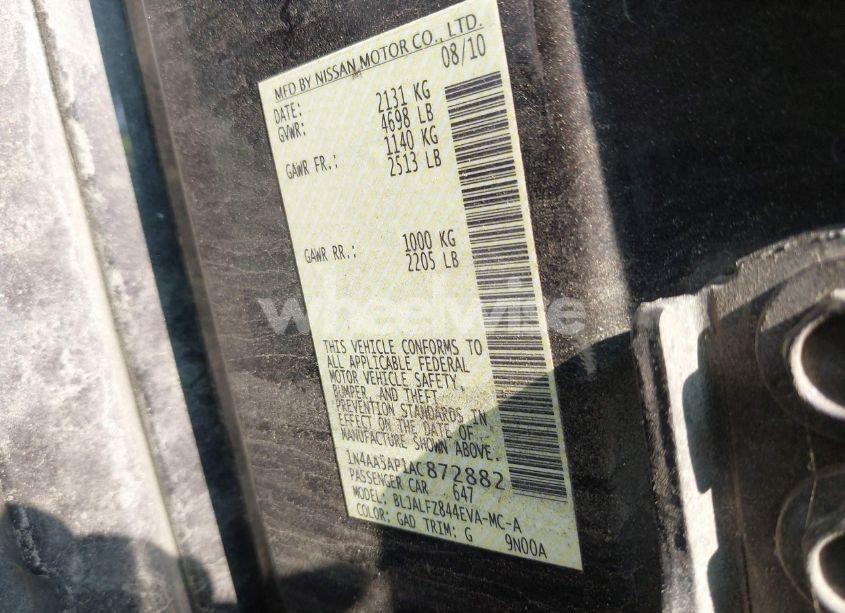 MFD BY NISSAN MOTOR CO., LTD.
DATE: 08/10
GVWR: 2131 KG
4698 LB
GAWR FR.: 1140 KG
2513 LB
GAWR RR.: 1000 KG
2205 LB
wheelwire
THIS VEHICLE CONFORMS TO
ALL APPLICABLE FEDERAL
MOTOR VEHICLE SAFETY,
BUMPER, AND THEFT
PREVENTION STANDARDS IN
EFFECT ON THE DATE OF
MANUFACTURE SHOWN ABOVE.
1N4AA5AP1AC872882
PASSENGER CAR 647
MODEL: BLJALFZ844EVA-MC-A
COLOR: GAD TRIM: G 9N00A